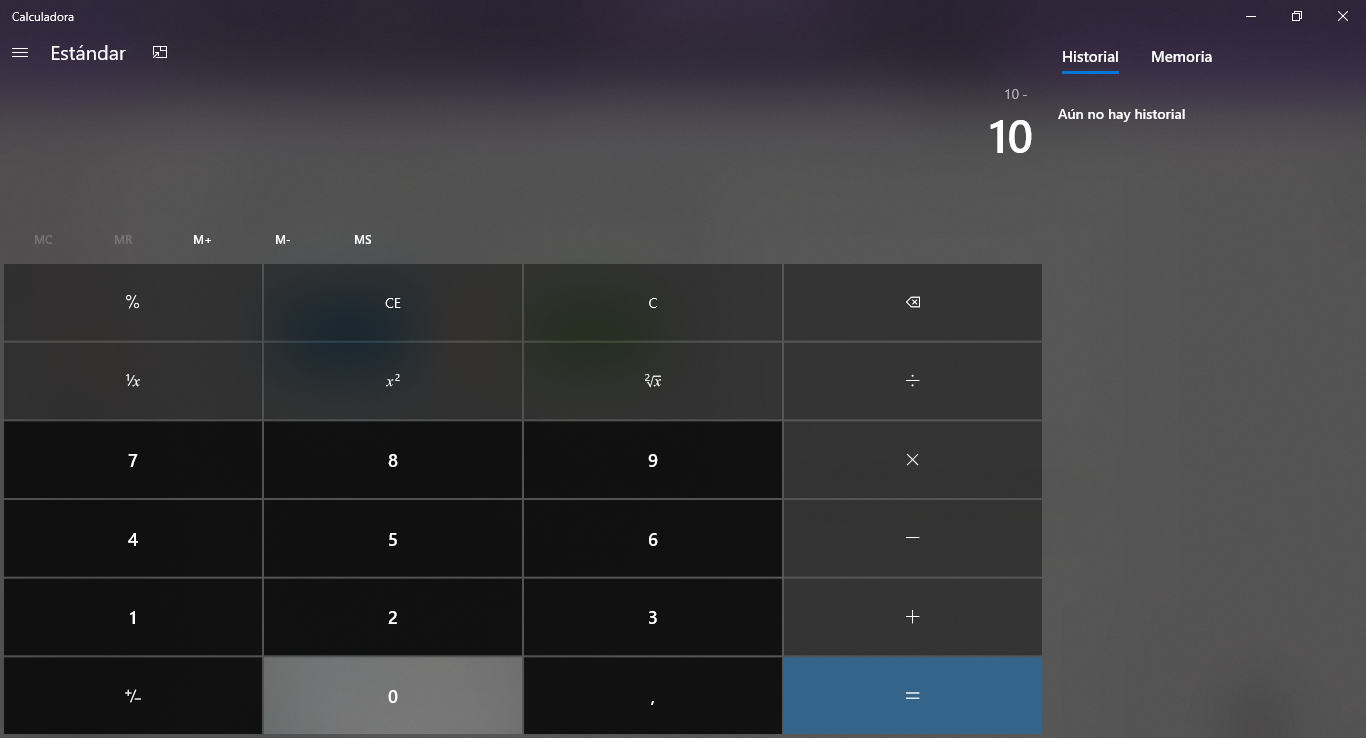 Calculadora
Estándar
Historial Memoria
10 -
Aún no hay historial
10
MC MR M+ M- MS
% CE C
¹/x x² ²√x ÷
7 8 9 ×
4 5 6 −
1 2 3 +
+/− 0 , =